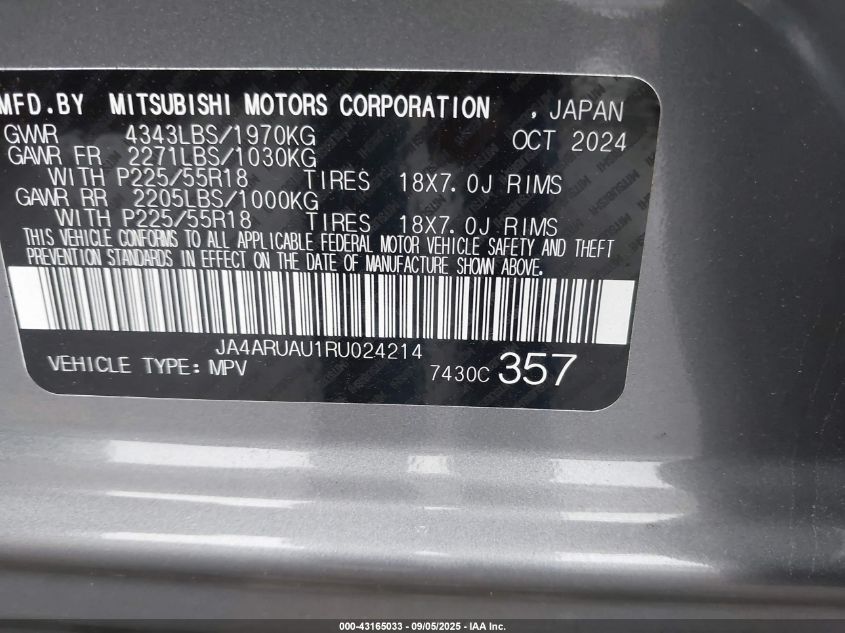 MFD.BY MITSUBISHI MOTORS CORPORATION , JAPAN
GVWR 4343LBS/1970KG OCT 2024
GAWR FR 2271LBS/1030KG
WITH P225/55R18 TIRES 18X7.0J RIMS
GAWR RR 2205LBS/1000KG
WITH P225/55R18 TIRES 18X7.0J RIMS
THIS VEHICLE CONFORMS TO ALL APPLICABLE FEDERAL MOTOR VEHICLE SAFETY AND THEFT
PREVENTION STANDARDS IN EFFECT ON THE DATE OF MANUFACTURE SHOWN ABOVE.
JA4ARUAU1RU024214
VEHICLE TYPE: MPV 7430C 357
000-43165033 - 09/05/2025 - IAA Inc.